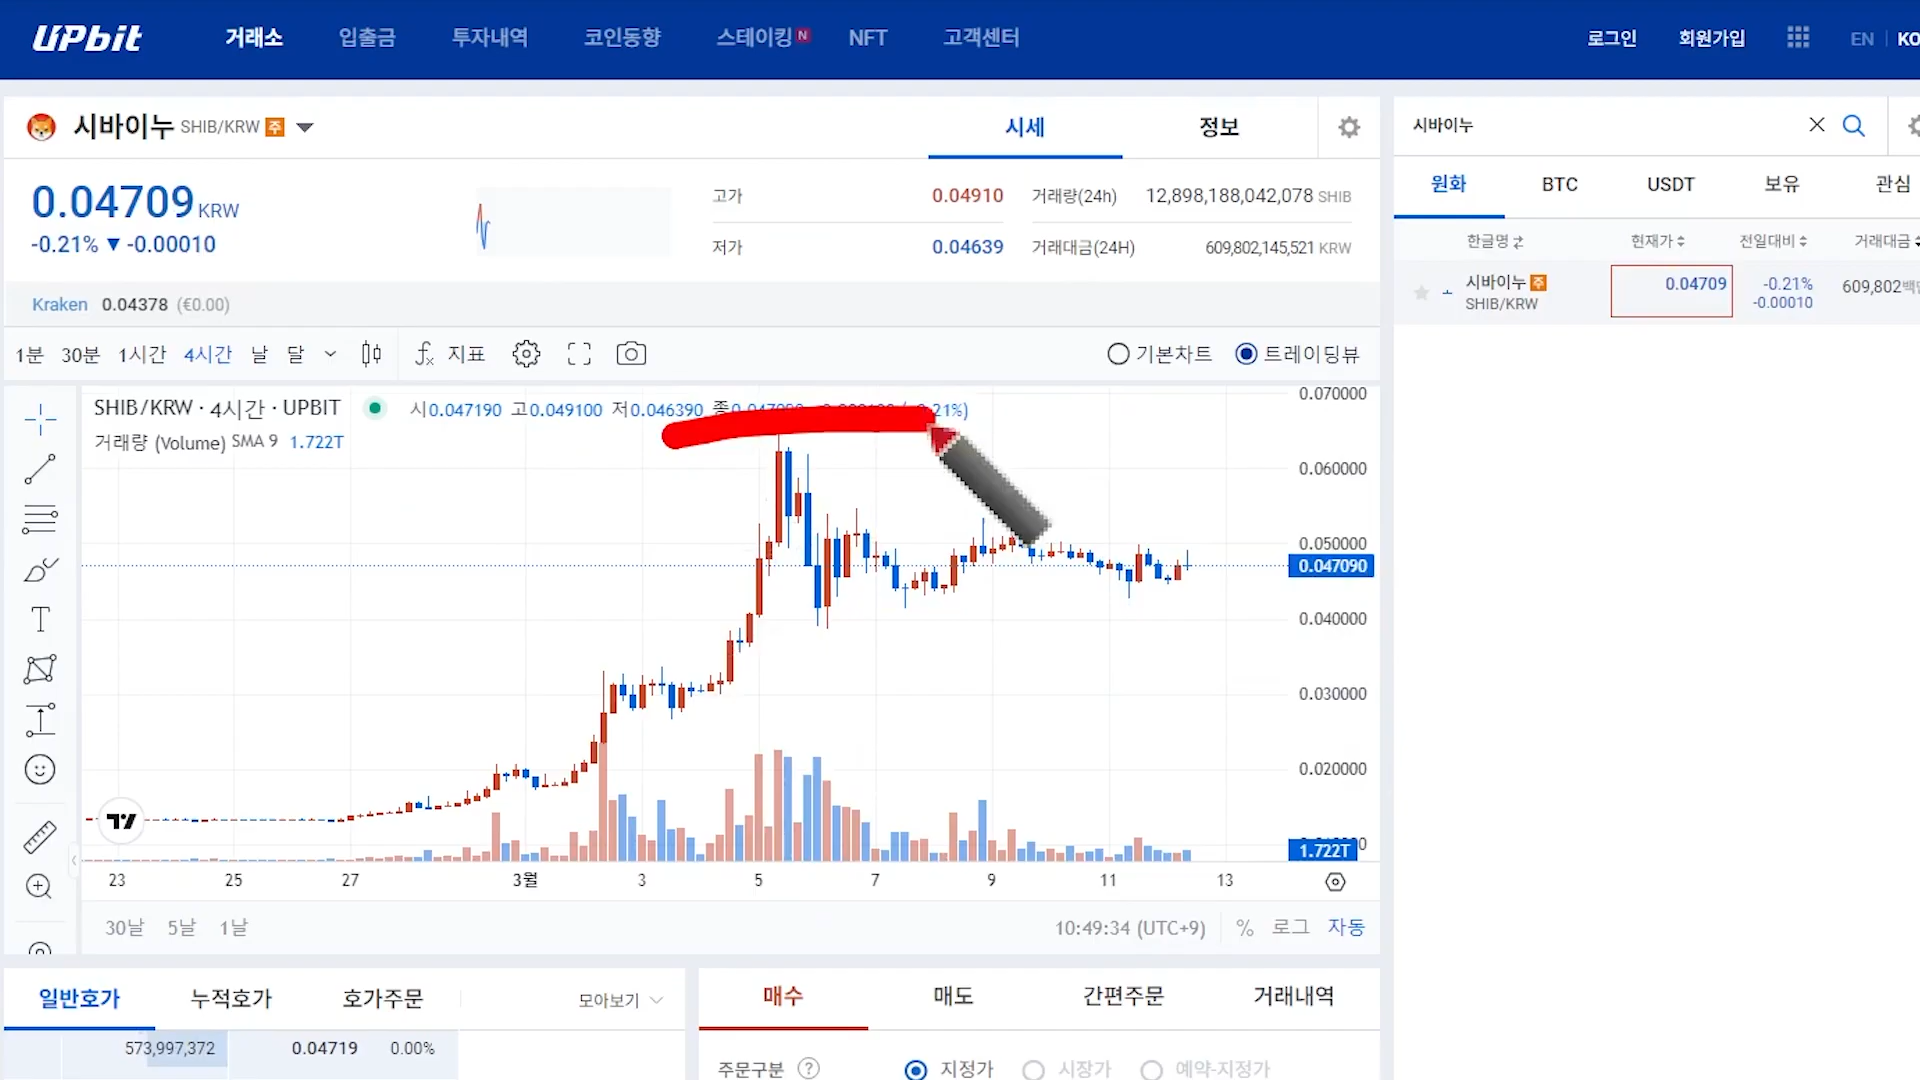 UPbit 거래소 입출금 투자내역 코인동향 스테이킹 N NFT 고객센터 로그인 회원가입 EN KO
시바이누 SHIB/KRW 주 시세 정보
시바이누
0.04709 KRW
-0.21% ▼ -0.00010
고가 0.04910 거래량(24h) 12,898,188,042,078 SHIB
저가 0.04639 거래대금(24H) 609,802,145,521 KRW
원화 BTC USDT 보유 관심
한글명 현재가 전일대비 거래대금
시바이누 주 0.04709 -0.21% 609,802백
SHIB/KRW -0.00010
Kraken 0.04378 (€0.00)
1분 30분 1시간 4시간 날 달 지표 기본차트 트레이딩뷰
SHIB/KRW · 4시간 · UPBIT 시0.047190 고0.049100 저0.046390 종 21%)
거래량 (Volume) SMA 9 1.722T
0.070000
0.060000
0.050000
0.047090
0.040000
0.030000
0.020000
1.722T
23 25 27 3월 3 5 7 9 11 13
30날 5날 1날 10:49:34 (UTC+9) % 로그 자동
일반호가 누적호가 호가주문 모아보기
573,997,372 0.04719 0.00%
매수 매도 간편주문 거래내역
주문구분 ? 지정가 시장가 예약-지정가